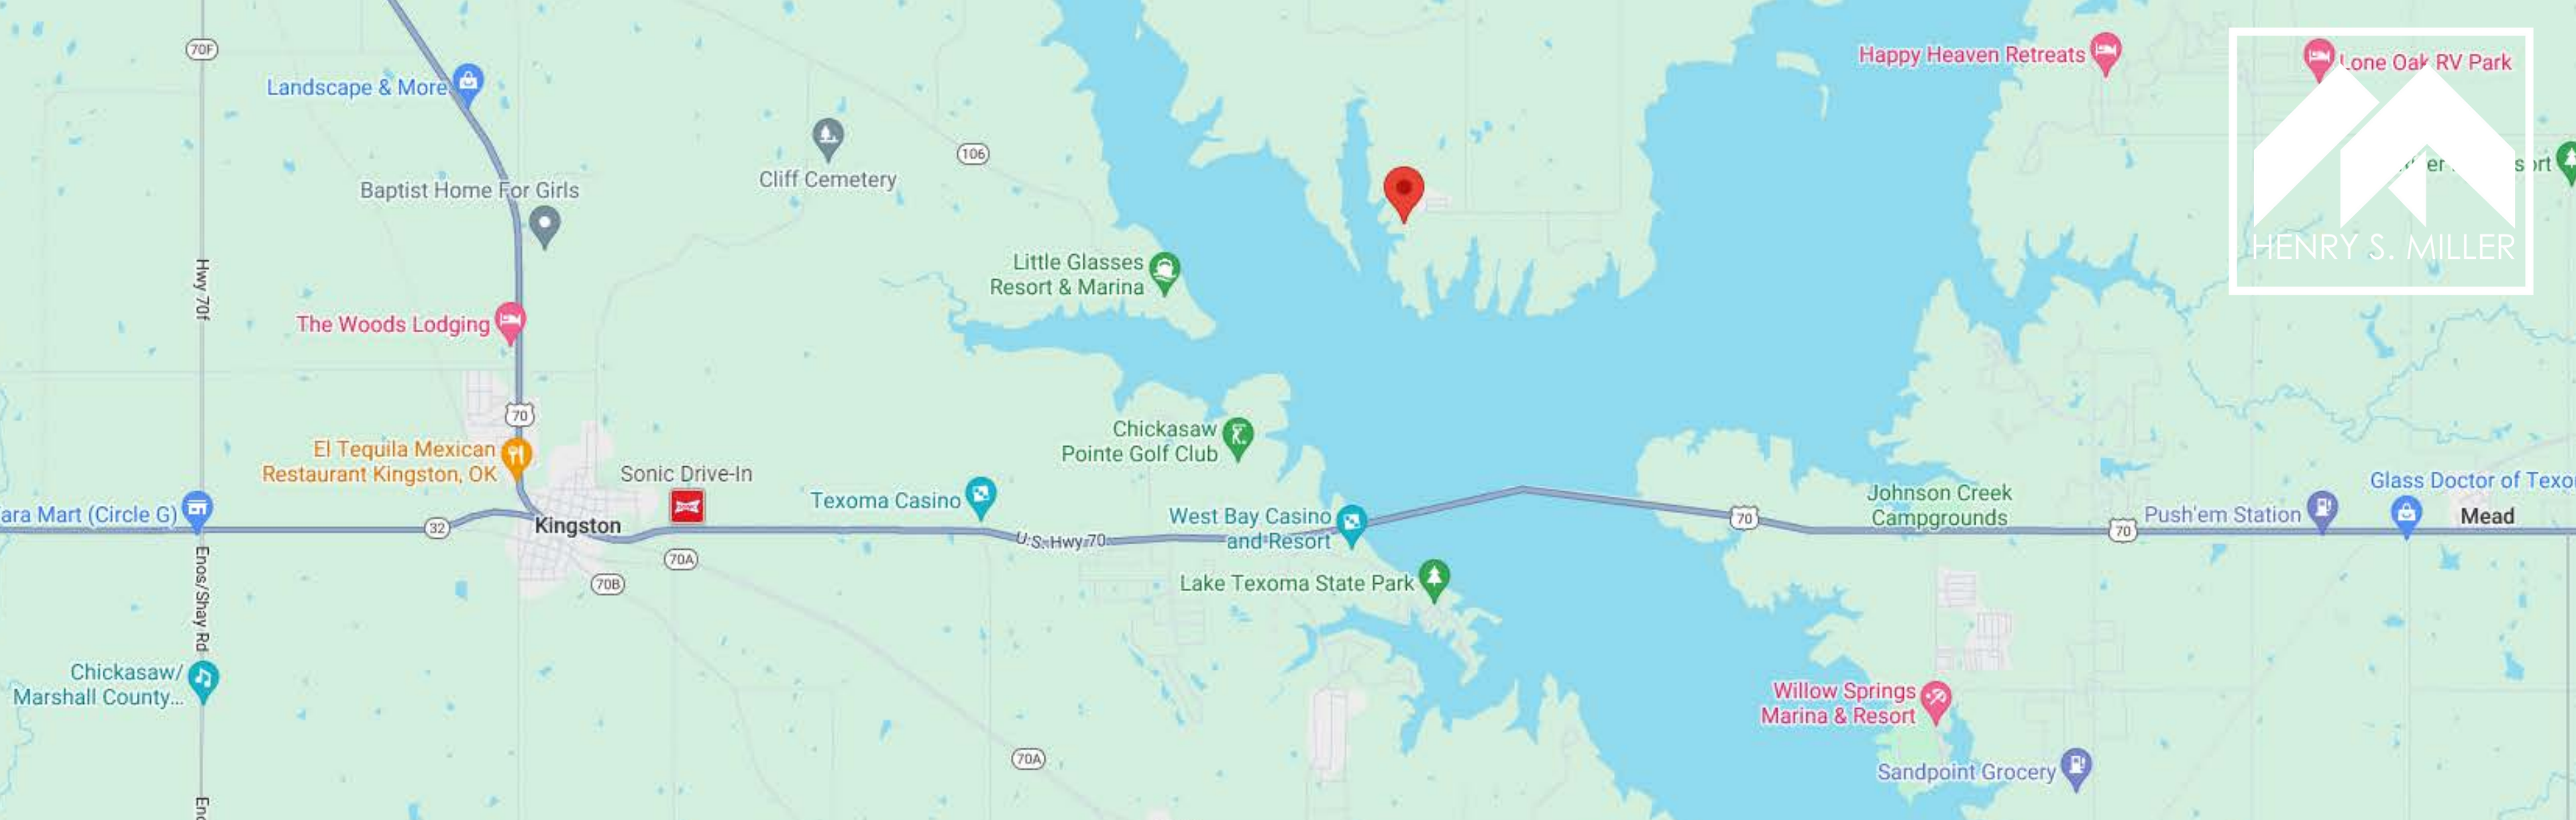 70F
Landscape & More
Happy Heaven Retreats
Lone Oak RV Park
106
Cliff Cemetery
Baptist Home For Girls
HENRY S. MILLER
Hwy 70f
Little Glasses
Resort & Marina
The Woods Lodging
70
Chickasaw
Pointe Golf Club
El Tequila Mexican
Restaurant Kingston, OK
Sonic Drive-In
Texoma Casino
ara Mart (Circle G)
32
Kingston
U.S. Hwy 70
West Bay Casino
and Resort
70
Johnson Creek
Campgrounds
70
Push'em Station
Glass Doctor of Texo
Mead
70A
70B
Lake Texoma State Park
Enos/Shay Rd
Chickasaw/
Marshall County...
Willow Springs
Marina & Resort
70A
Sandpoint Grocery
Eno